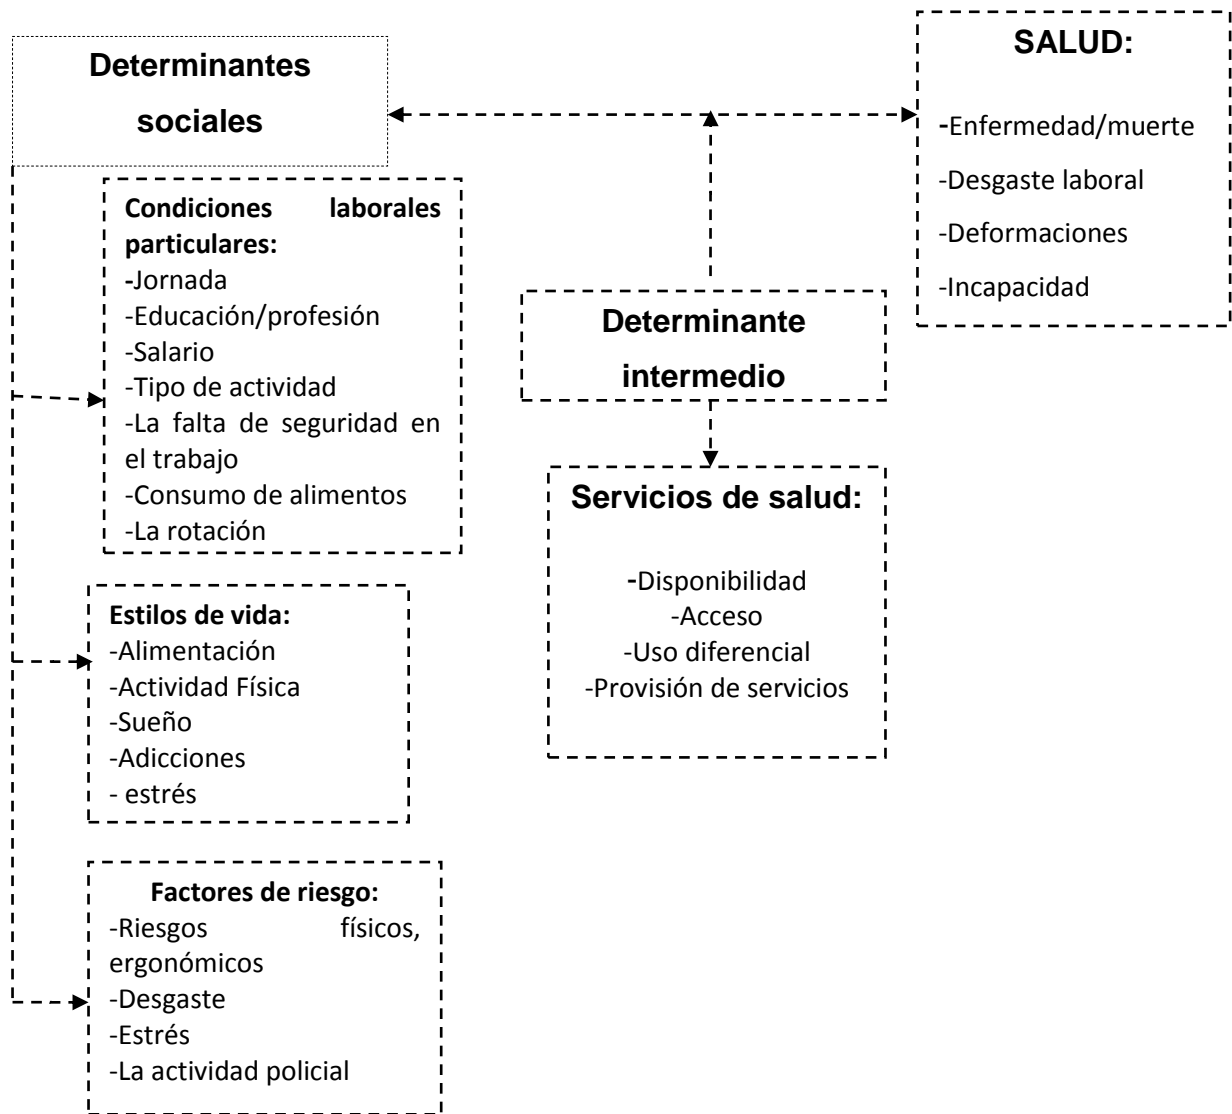 Determinantes
sociales
Condiciones laborales
particulares:
-Jornada
-Educación/profesión
-Salario
-Tipo de actividad
-La falta de seguridad en
el trabajo
-Consumo de alimentos
-La rotación
Estilos de vida:
-Alimentación
-Actividad Física
-Sueño
-Adicciones
- estrés
Factores de riesgo:
-Riesgos físicos,
ergonómicos
-Desgaste
-Estrés
-La actividad policial
Determinante
intermedio
Servicios de salud:
-Disponibilidad
-Acceso
-Uso diferencial
-Provisión de servicios
SALUD:
-Enfermedad/muerte
-Desgaste laboral
-Deformaciones
-Incapacidad